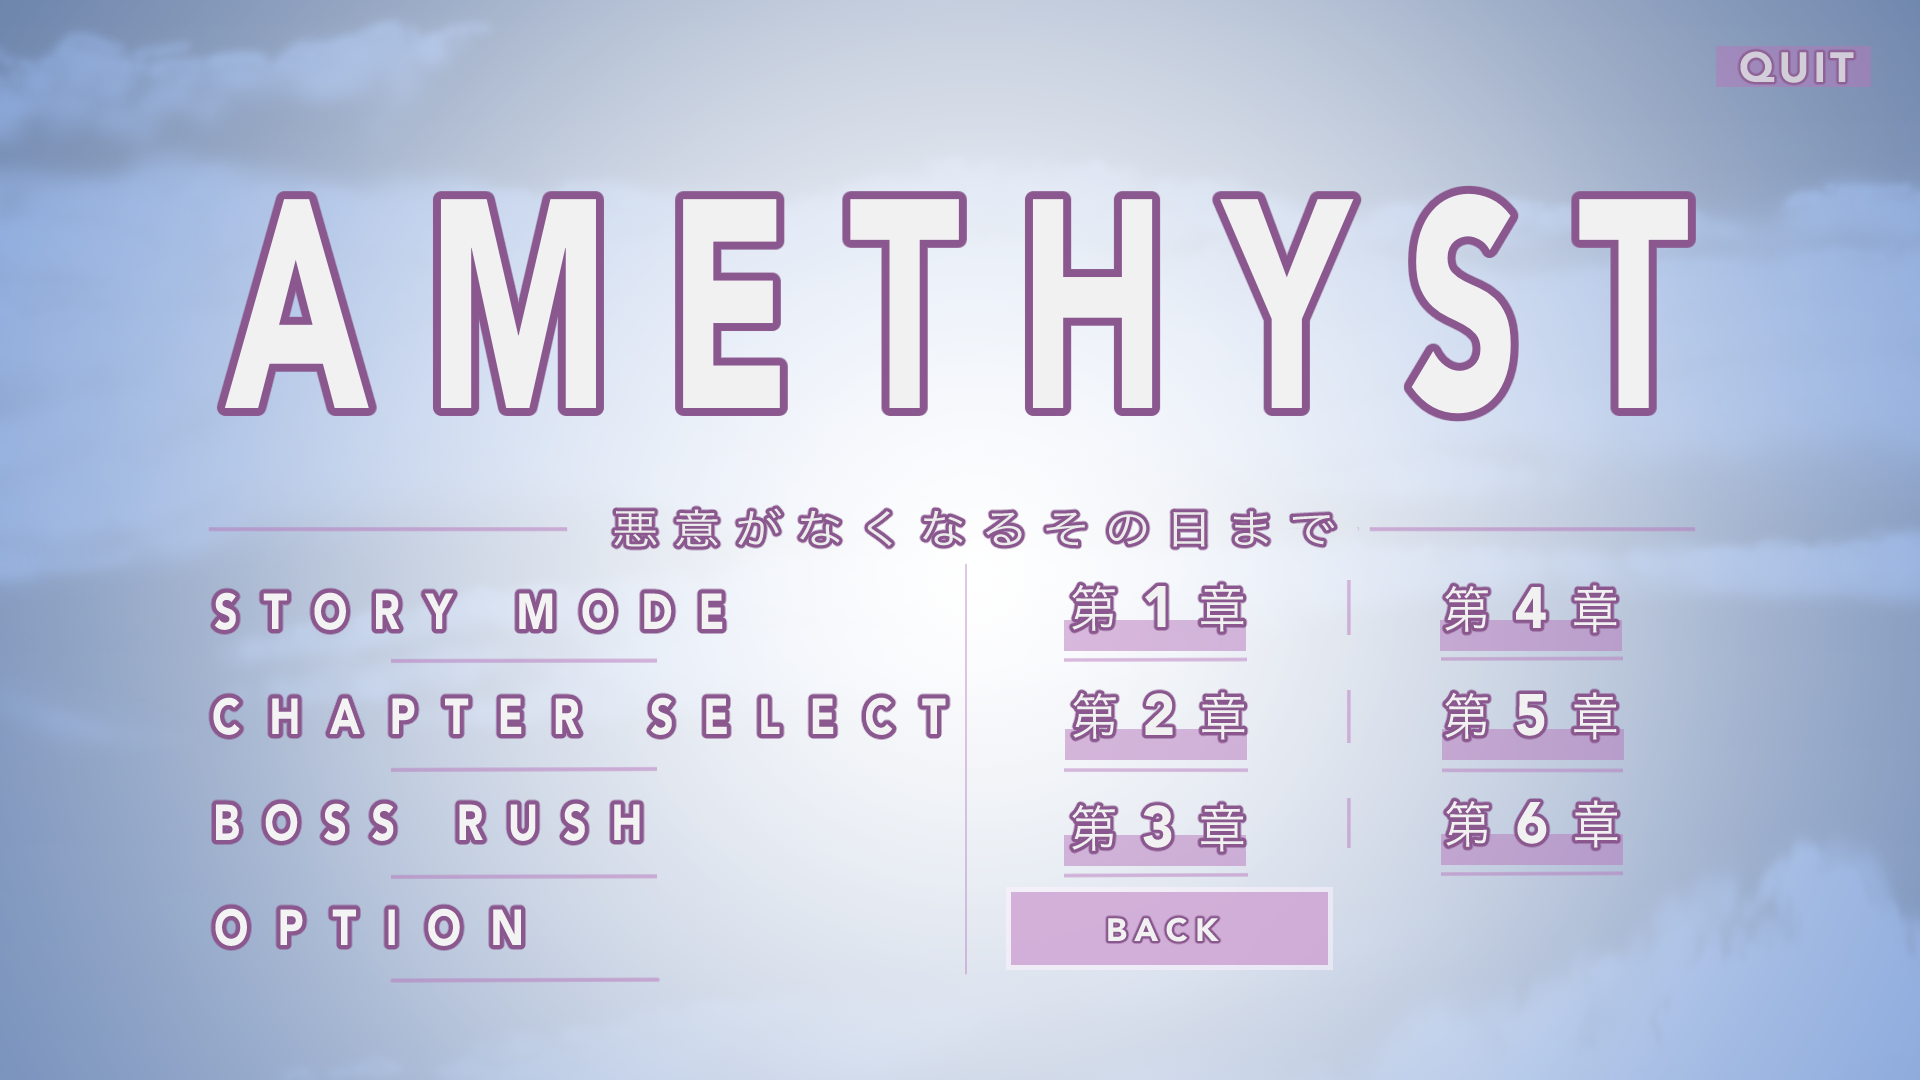 QUIT
AMETHYST
悪意がなくなるその日まで
STORY MODE
CHAPTER SELECT
BOSS RUSH
OPTION
第1章
第4章
第2章
第5章
第3章
第6章
BACK